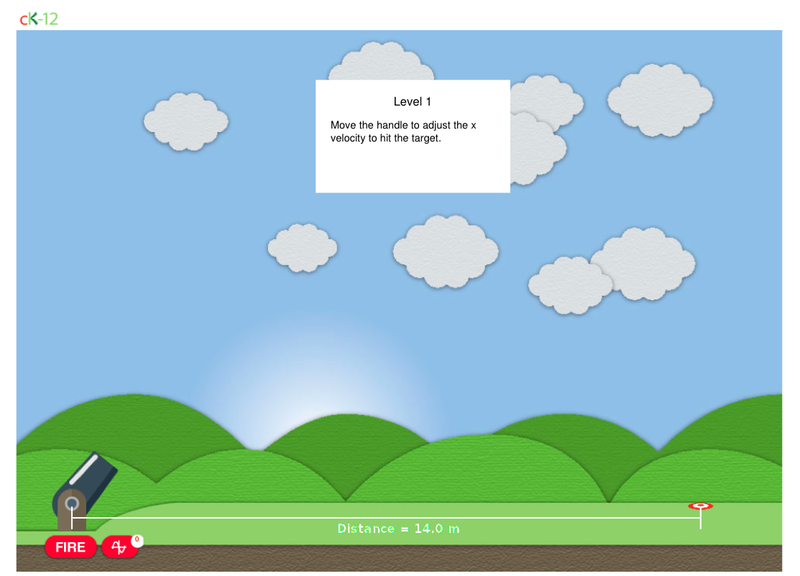 cK-12
Level 1
Move the handle to adjust the x
velocity to hit the target.
Distance = 14.0 m
FIRE
0